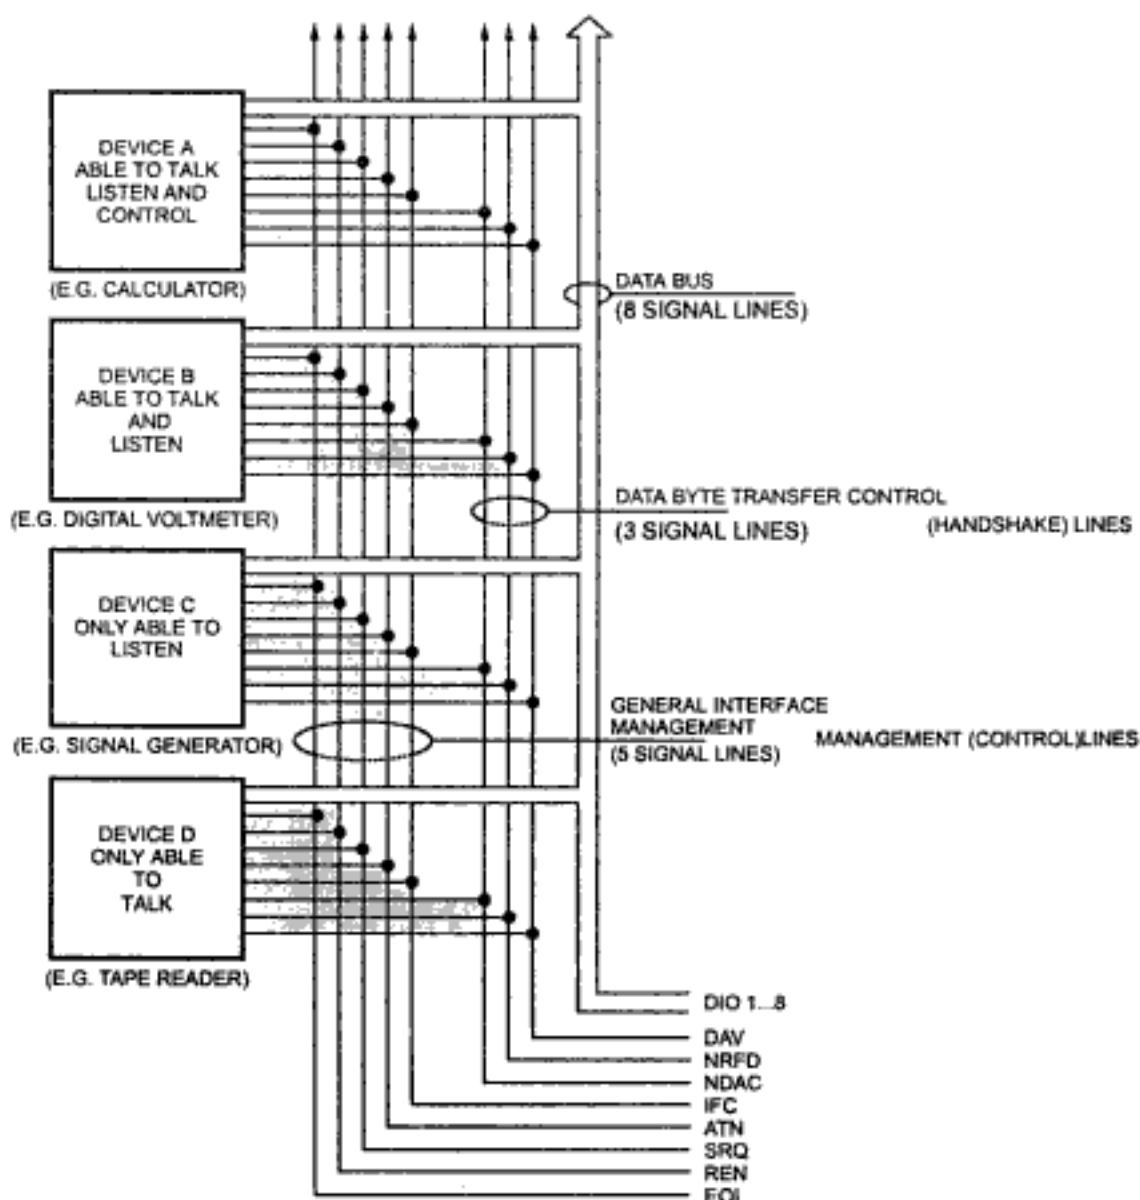 DEVICE A
ABLE TO TALK
LISTEN AND
CONTROL
(E.G. CALCULATOR)
DATA BUS
(8 SIGNAL LINES)
DEVICE B
ABLE TO TALK
AND
LISTEN
(E.G. DIGITAL VOLTMETER)
DATA BYTE TRANSFER CONTROL
(3 SIGNAL LINES)
(HANDSHAKE) LINES
DEVICE C
ONLY ABLE TO
LISTEN
(E.G. SIGNAL GENERATOR)
GENERAL INTERFACE
MANAGEMENT
(5 SIGNAL LINES)
MANAGEMENT (CONTROL)LINES
DEVICE D
ONLY ABLE
TO
TALK
(E.G. TAPE READER)
DIO 1...8
DAV
NRFD
NDAC
IFC
ATN
SRQ
REN
EOI